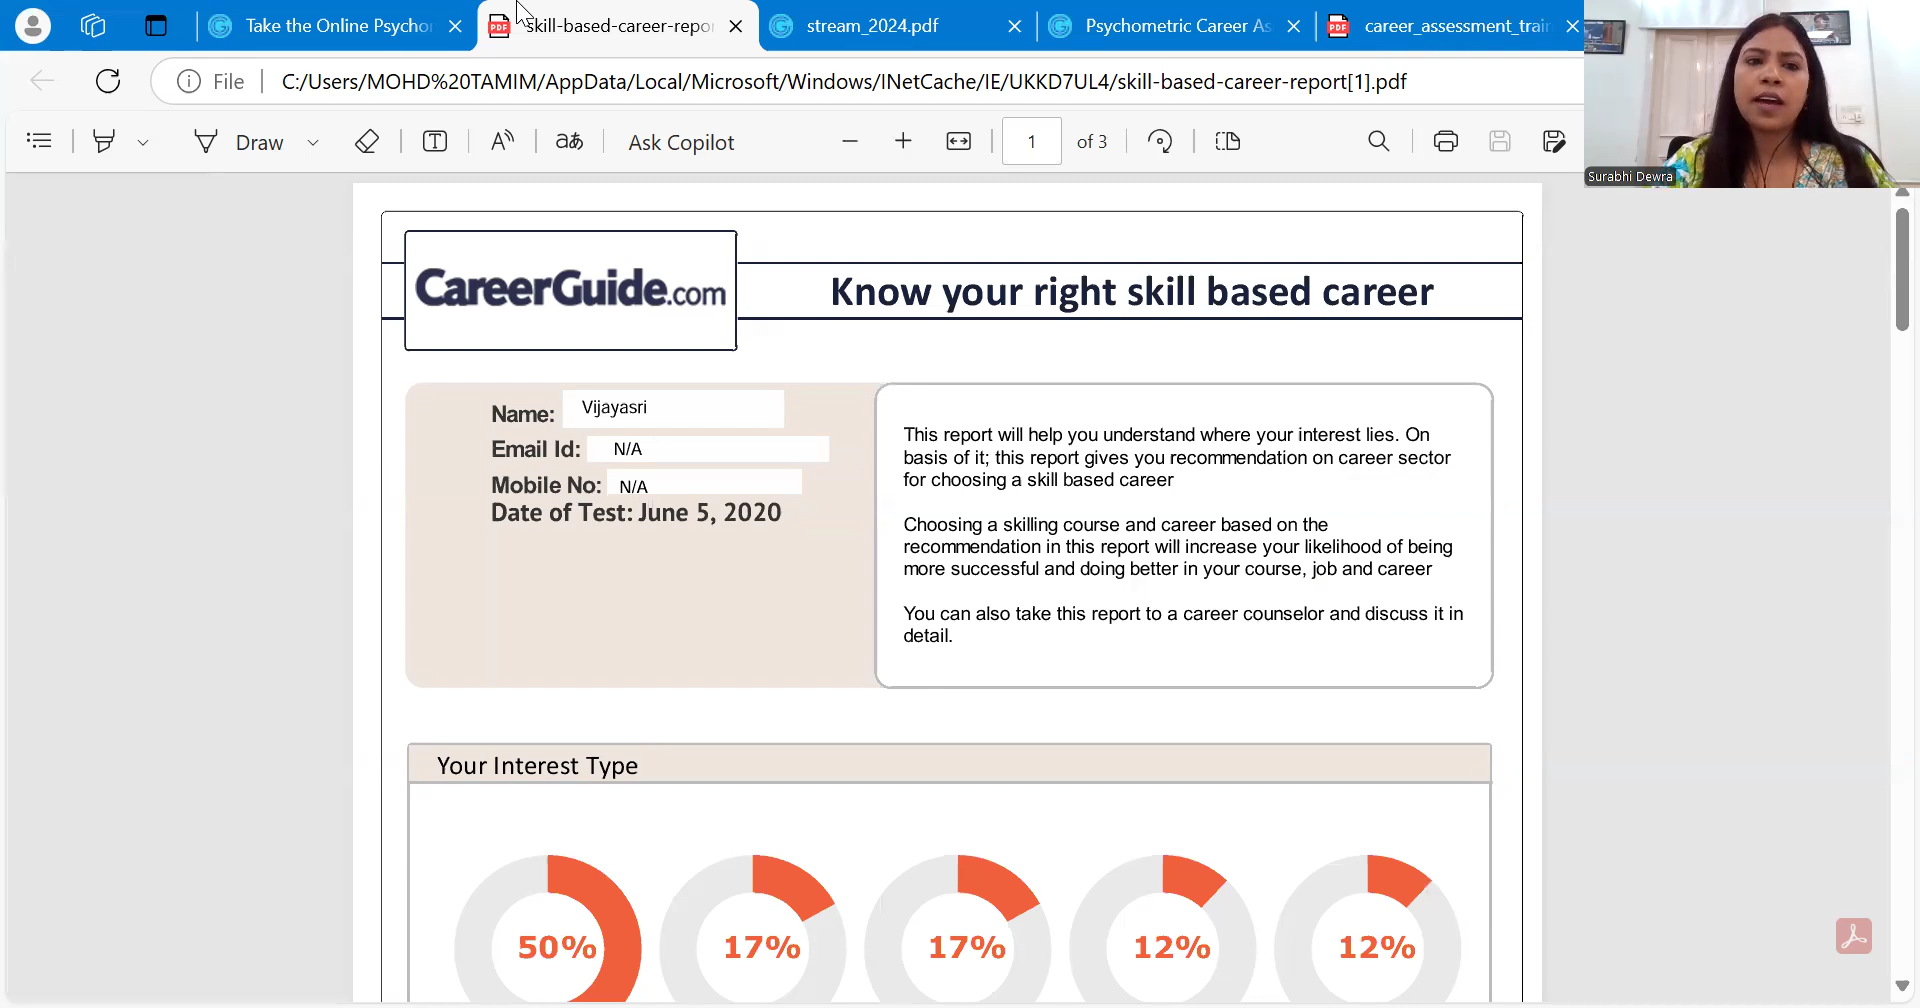 Take the Online Psycho
skill-based-career-repor
stream_2024.pdf
Psychometric Career As
career_assessment_train
File
C:/Users/MOHD%20TAMIM/AppData/Local/Microsoft/Windows/INetCache/IE/UKKD7UL4/skill-based-career-report[1].pdf
Draw
Ask Copilot
1 of 3
Surabhi Dewra
CareerGuide.com
Know your right skill based career
Name: Vijayasri
Email Id: N/A
Mobile No: N/A
Date of Test: June 5, 2020
This report will help you understand where your interest lies. On
basis of it; this report gives you recommendation on career sector
for choosing a skill based career
Choosing a skilling course and career based on the
recommendation in this report will increase your likelihood of being
more successful and doing better in your course, job and career
You can also take this report to a career counselor and discuss it in
detail.
Your Interest Type
50%
17%
17%
12%
12%